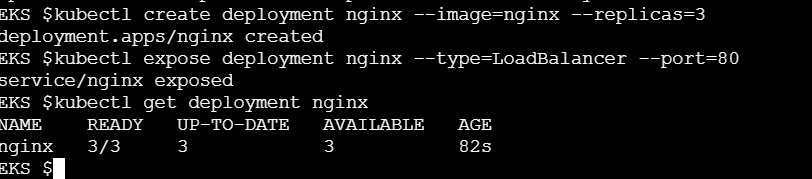 EKS $kubectl create deployment nginx --image=nginx --replicas=3
deployment.apps/nginx created
EKS $kubectl expose deployment nginx --type=LoadBalancer --port=80
service/nginx exposed
EKS $kubectl get deployment nginx
NAME    READY   UP-TO-DATE   AVAILABLE   AGE
nginx   3/3     3            3           82s
EKS $